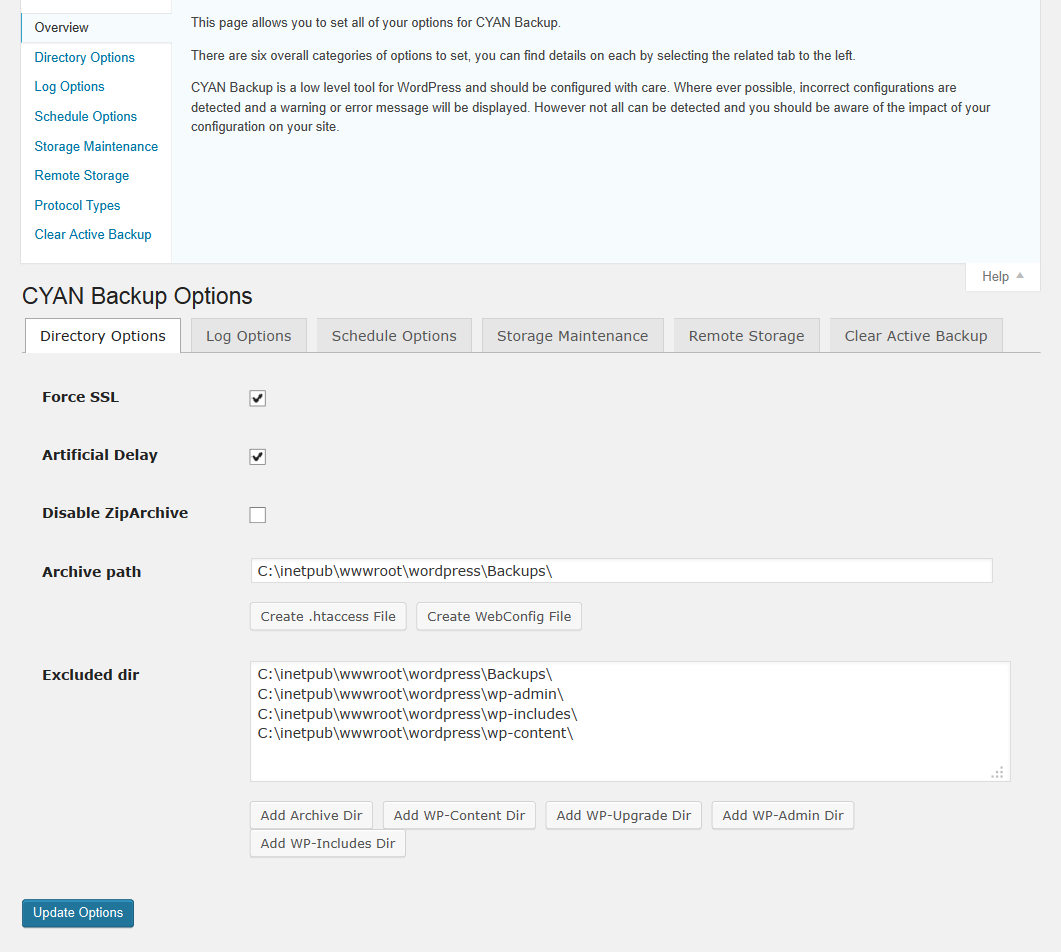 Overview
Directory Options
Log Options
Schedule Options
Storage Maintenance
Remote Storage
Protocol Types
Clear Active Backup
This page allows you to set all of your options for CYAN Backup.
There are six overall categories of options to set, you can find details on each by selecting the related tab to the left.
CYAN Backup is a low level tool for WordPress and should be configured with care. Where ever possible, incorrect configurations are
detected and a warning or error message will be displayed. However not all can be detected and you should be aware of the impact of your
configuration on your site.
Help
CYAN Backup Options
Directory Options Log Options Schedule Options Storage Maintenance Remote Storage Clear Active Backup
Force SSL
Artificial Delay
Disable ZipArchive
Archive path C:\inetpub\wwwroot\wordpress\Backups\
Create .htaccess File Create WebConfig File
Excluded dir C:\inetpub\wwwroot\wordpress\Backups\
C:\inetpub\wwwroot\wordpress\wp-admin\
C:\inetpub\wwwroot\wordpress\wp-includes\
C:\inetpub\wwwroot\wordpress\wp-content\
Add Archive Dir Add WP-Content Dir Add WP-Upgrade Dir Add WP-Admin Dir
Add WP-Includes Dir
Update Options